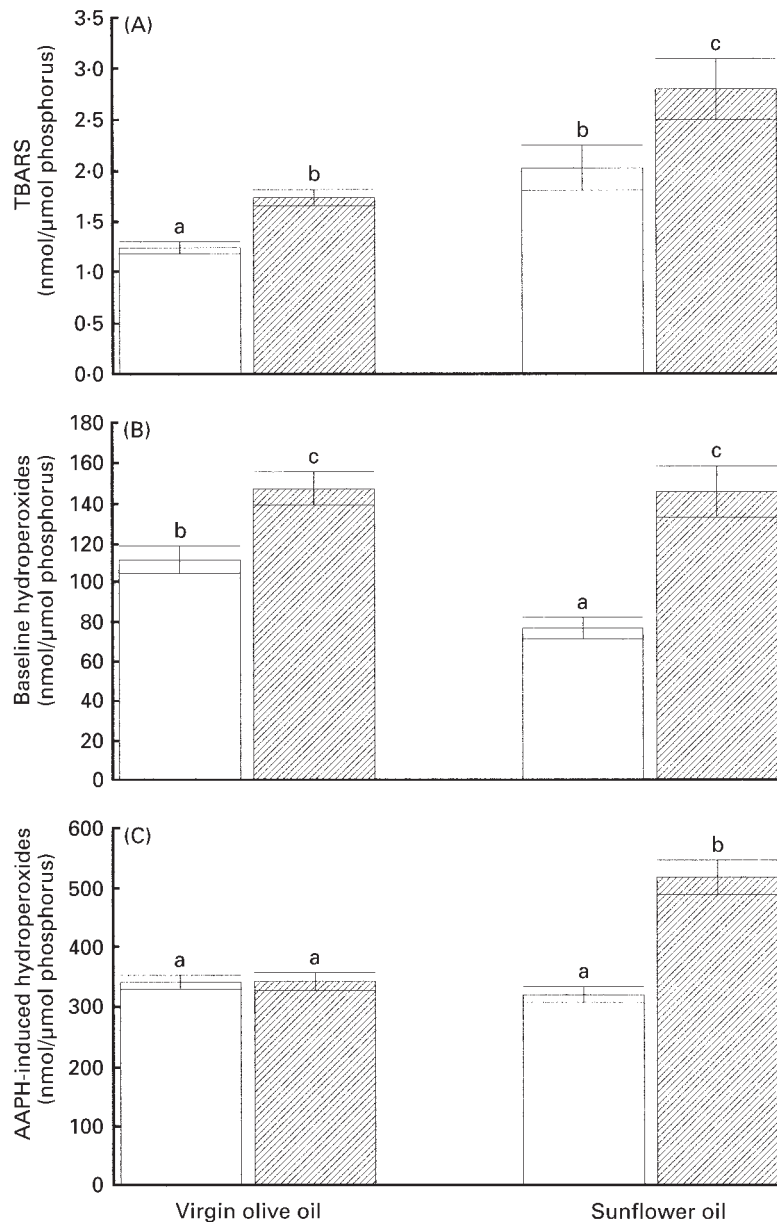 (A)
3·5
3·0
2·5
2·0
1·5
1·0
0·5
0·0
TBARS
(nmol/µmol phosphorus)
a
b
b
c
(B)
180
160
140
120
100
80
60
40
20
0
Baseline hydroperoxides
(nmol/µmol phosphorus)
b
c
a
c
(C)
600
500
400
300
200
100
0
AAPH-induced hydroperoxides
(nmol/µmol phosphorus)
a
a
a
b
Virgin olive oil
Sunflower oil